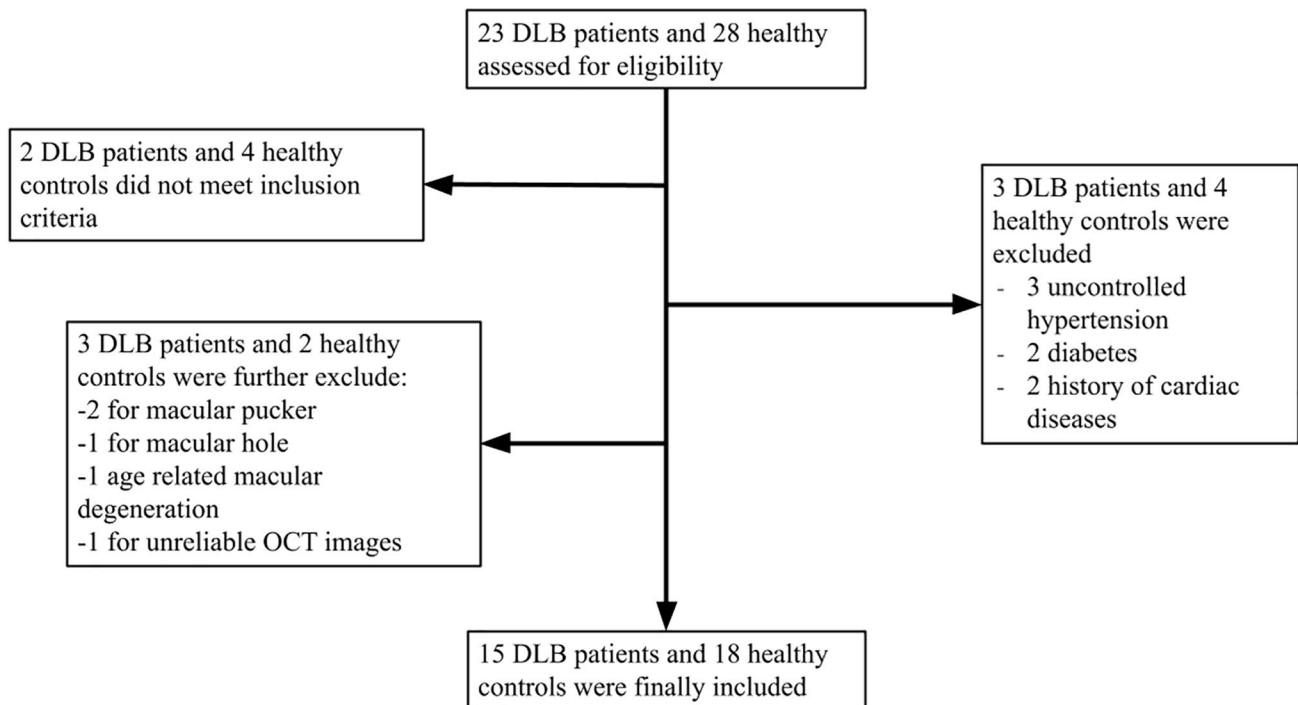 23 DLB patients and 28 healthy
assessed for eligibility
2 DLB patients and 4 healthy
controls did not meet inclusion
criteria
3 DLB patients and 4
healthy controls were
excluded
- 3 uncontrolled
hypertension
- 2 diabetes
- 2 history of cardiac
diseases
3 DLB patients and 2 healthy
controls were further exclude:
-2 for macular pucker
-1 for macular hole
-1 age related macular
degeneration
-1 for unreliable OCT images
15 DLB patients and 18 healthy
controls were finally included